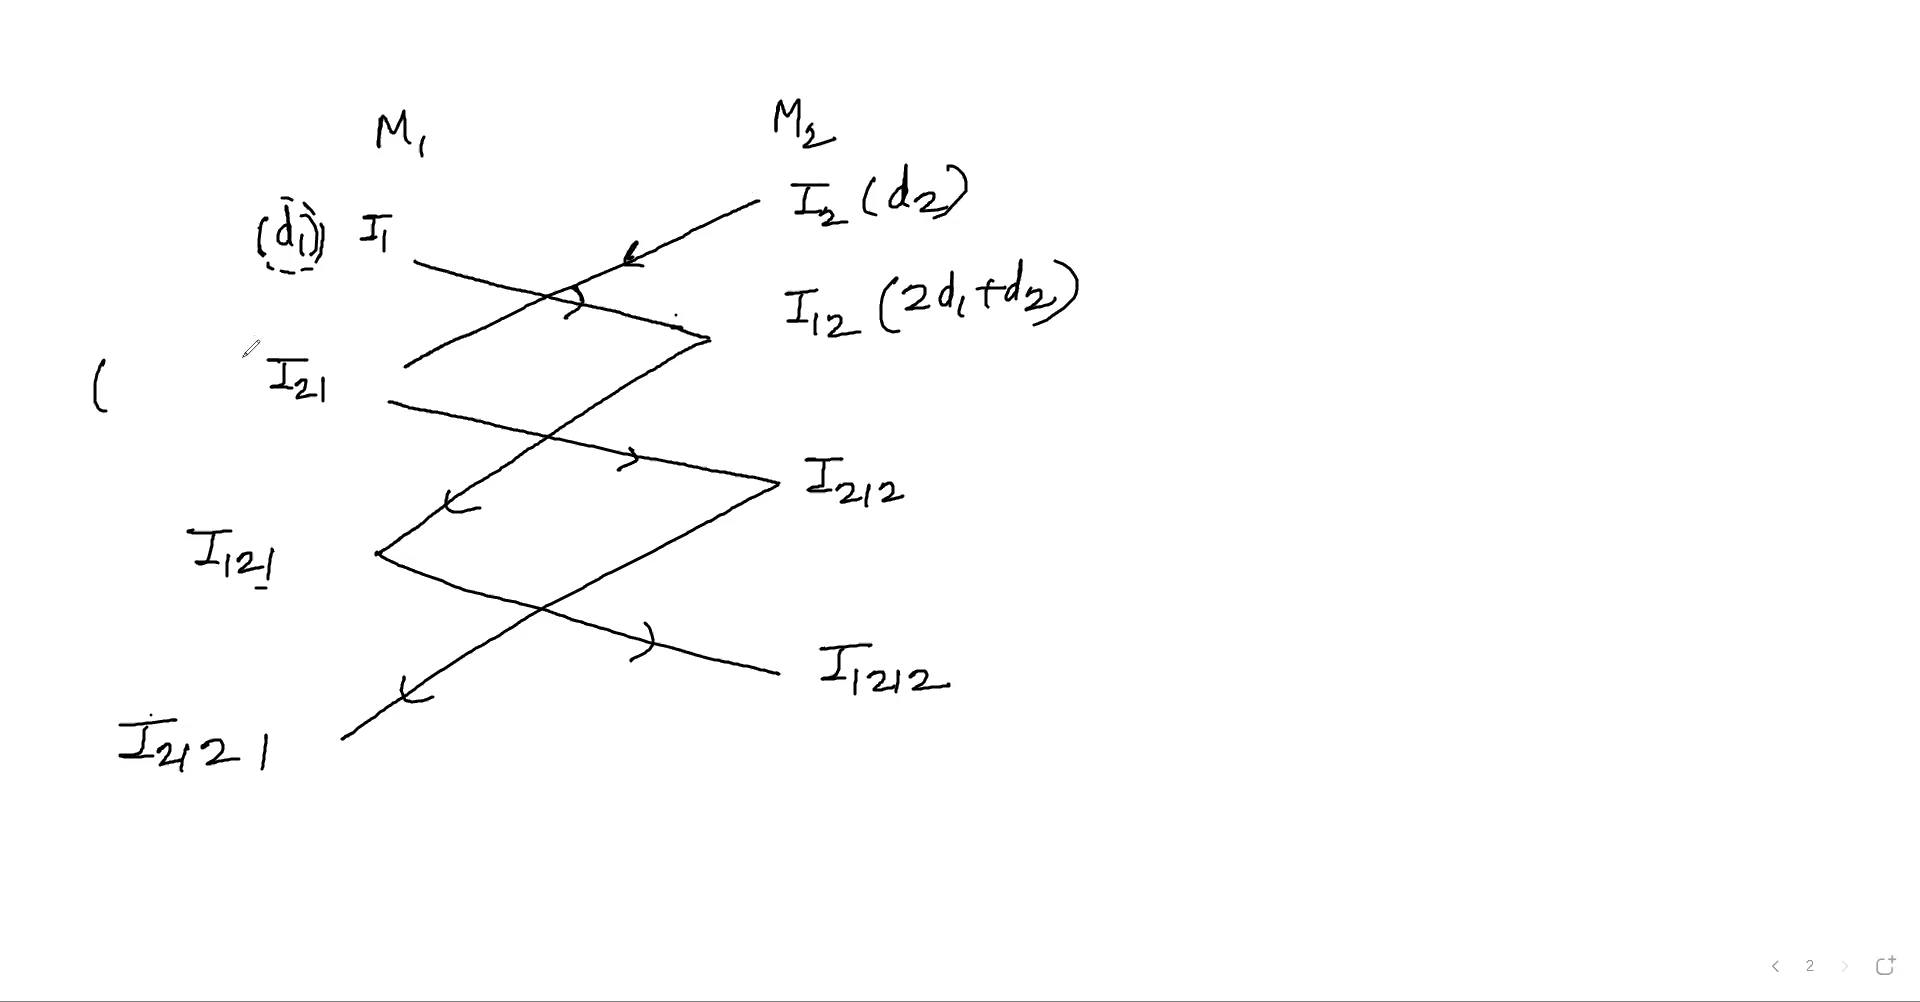 M₁ M₂
(d₁) I₁ I₂ (d₂)
I₁₂ (2d₁+d₂)
( I₂₁
I₂₁₂
I₁₂₁
I₁₂₁₂
I₂₁₂₁
2